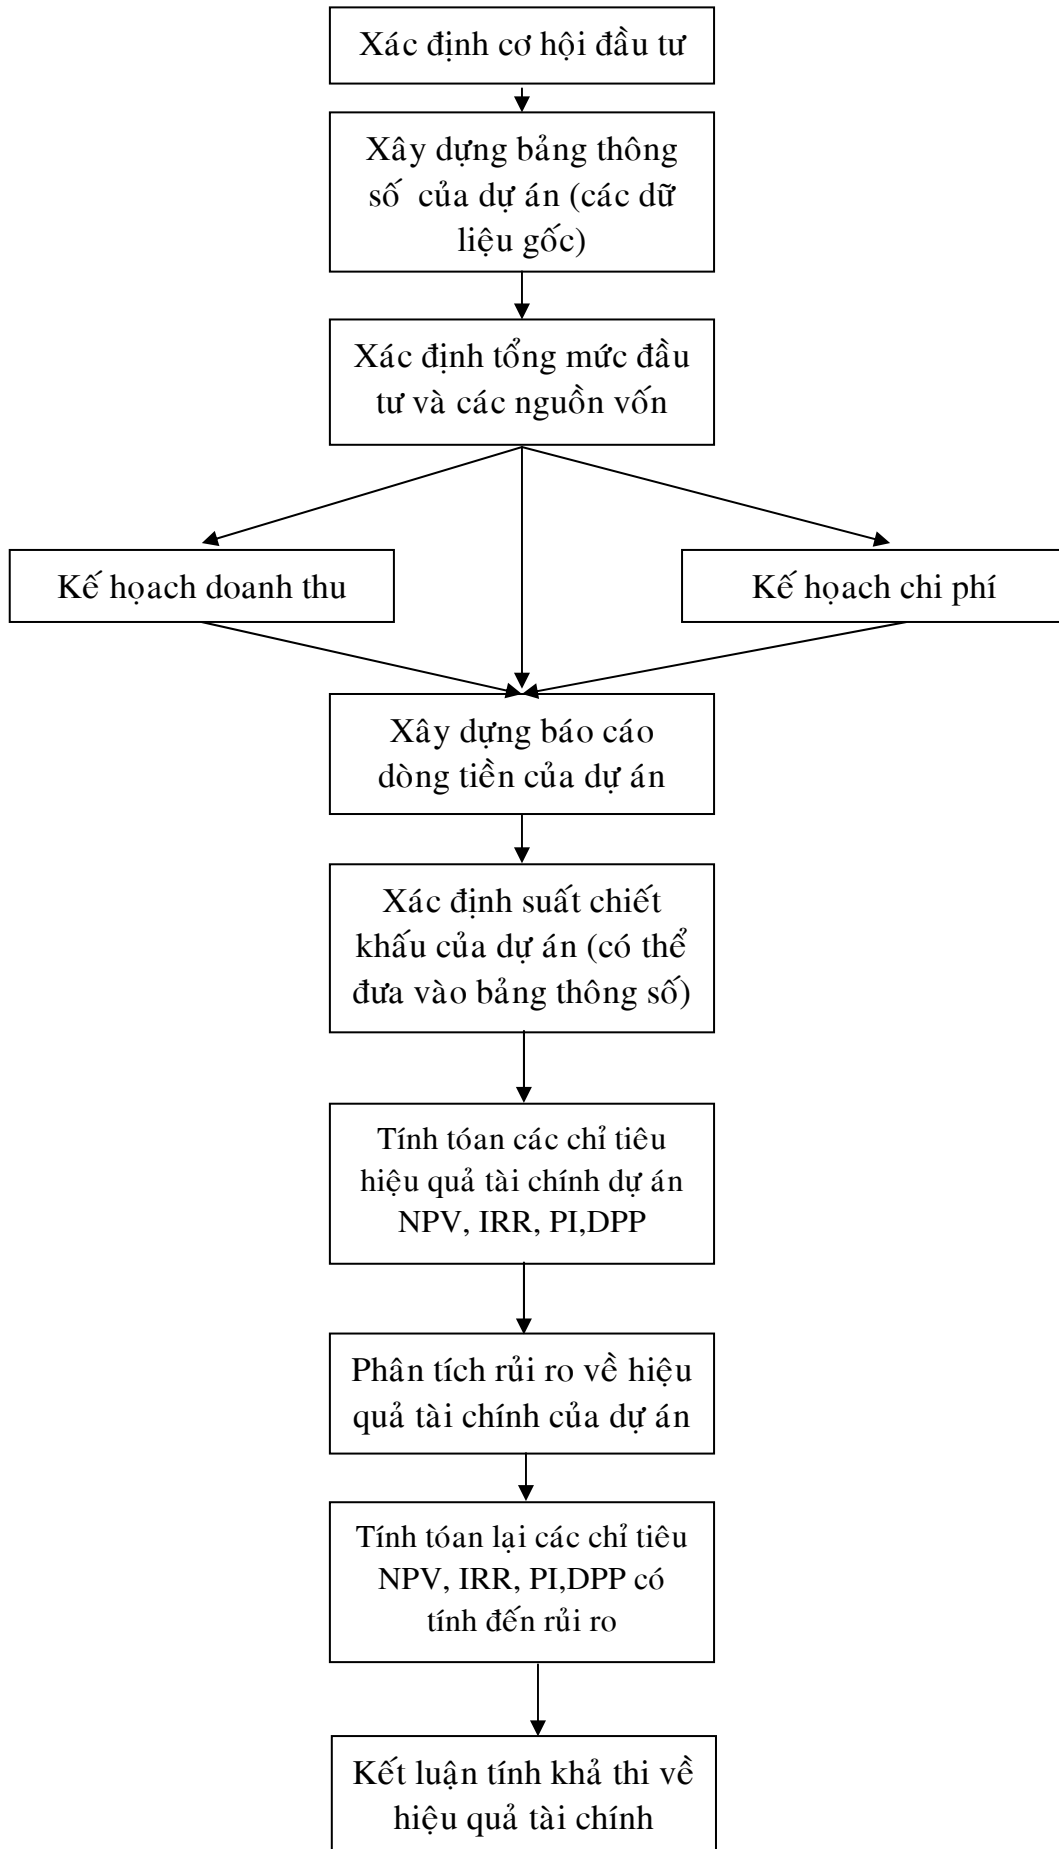 Xác định cơ hội đầu tư
Xây dựng bảng thông
số của dự án (các dữ
liệu gốc)
Xác định tổng mức đầu
tư và các nguồn vốn
Kế họach doanh thu
Kế họach chi phí
Xây dựng báo cáo
dòng tiền của dự án
Xác định suất chiết
khấu của dự án (có thể
đưa vào bảng thông số)
Tính tóan các chỉ tiêu
hiệu quả tài chính dự án
NPV, IRR, PI,DPP
Phân tích rủi ro về hiệu
quả tài chính của dự án
Tính tóan lại các chỉ tiêu
NPV, IRR, PI,DPP có
tính đến rủi ro
Kết luận tính khả thi về
hiệu quả tài chính